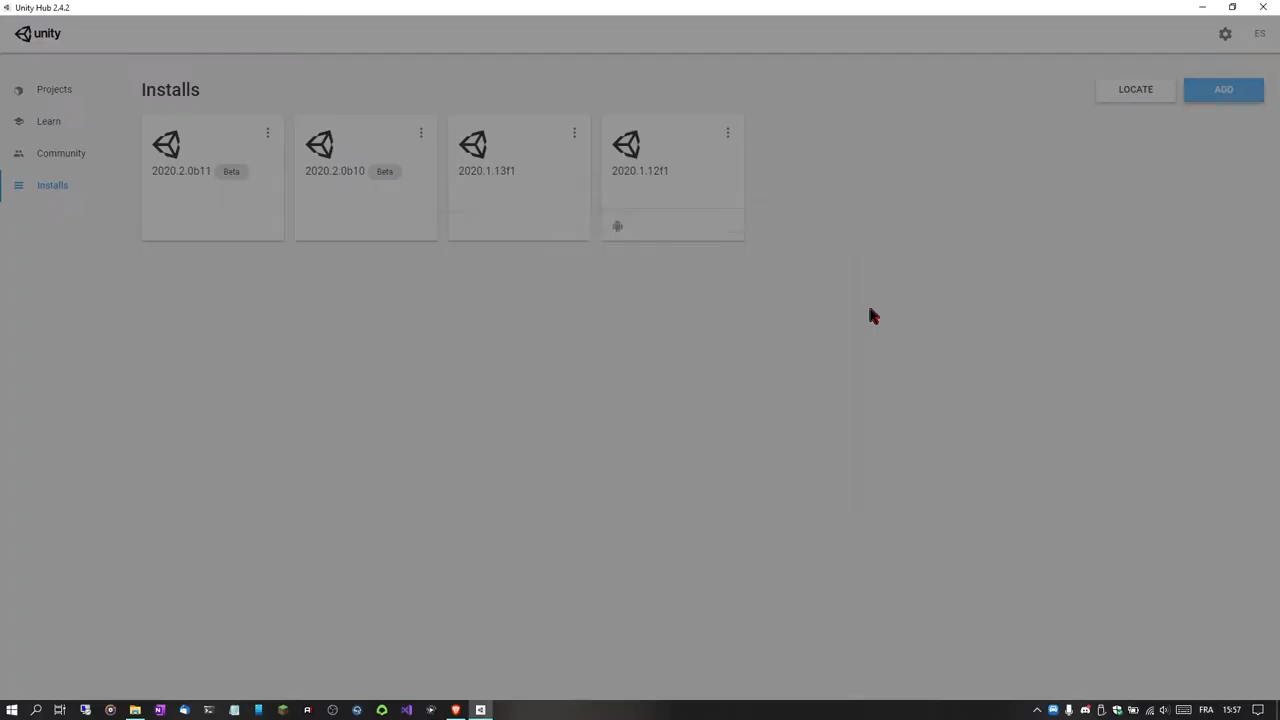 Unity Hub 2.4.2
unity
ES
Projects
Learn
Community
Installs
Installs
LOCATE
ADD
2020.2.0b11 Beta
2020.2.0b10 Beta
2020.1.13f1
2020.1.12f1
FRA
15:57